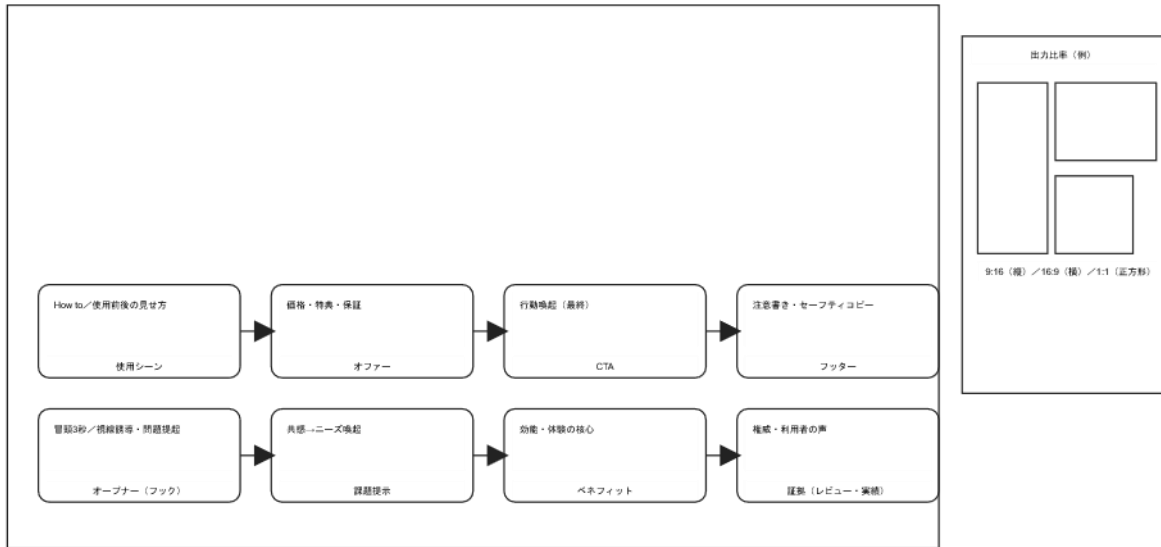 出力比率（例）
9:16（縦）／16:9（横）／1:1（正方形）
How to／使用前後の見せ方
使用シーン
価格・特典・保証
オファー
行動喚起（最終）
CTA
注意書き・セーフティコピー
フッター
冒頭3秒／視線誘導・問題提起
オープナー（フック）
共感→ニーズ喚起
課題提示
効能・体験の核心
ベネフィット
権威・利用者の声
証拠（レビュー・実績）